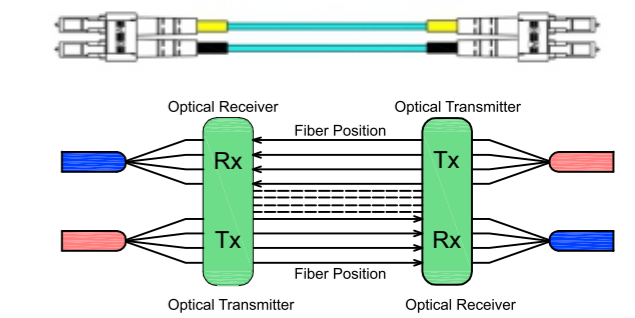 Optical Receiver
Optical Transmitter
Fiber Position
Rx
Tx
Tx
Rx
Fiber Position
Optical Transmitter
Optical Receiver